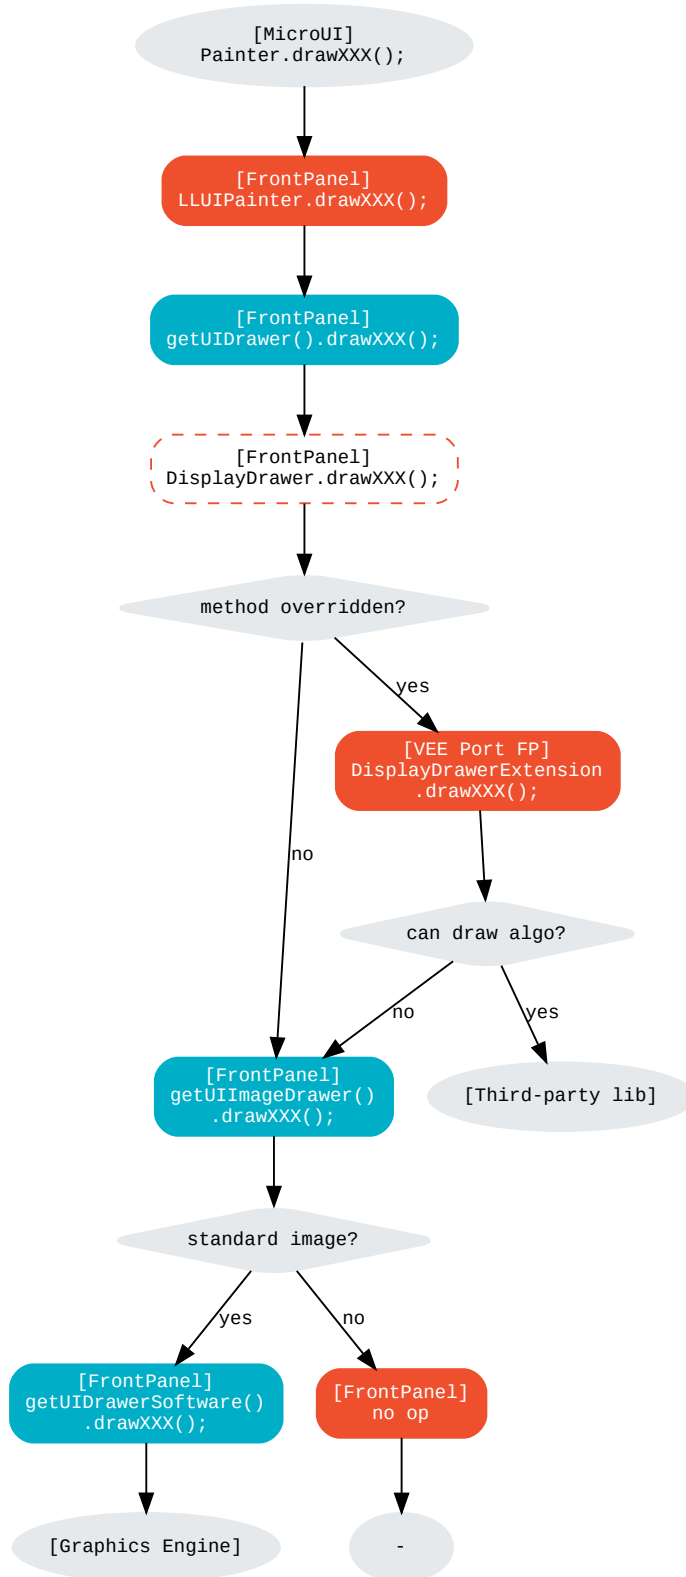 [MicroUI]
Painter.drawXXX();
[FrontPanel]
LLUIPainter.drawXXX();
[FrontPanel]
getUIDrawer().drawXXX();
[FrontPanel]
DisplayDrawer.drawXXX();
method overridden?
yes
[VEE Port FP]
DisplayDrawerExtension
.drawXXX();
no
can draw algo?
no
yes
[FrontPanel]
getUIImageDrawer()
.drawXXX();
[Third-party lib]
standard image?
yes
no
[FrontPanel]
getUIDrawerSoftware()
.drawXXX();
[FrontPanel]
no op
[Graphics Engine]
-